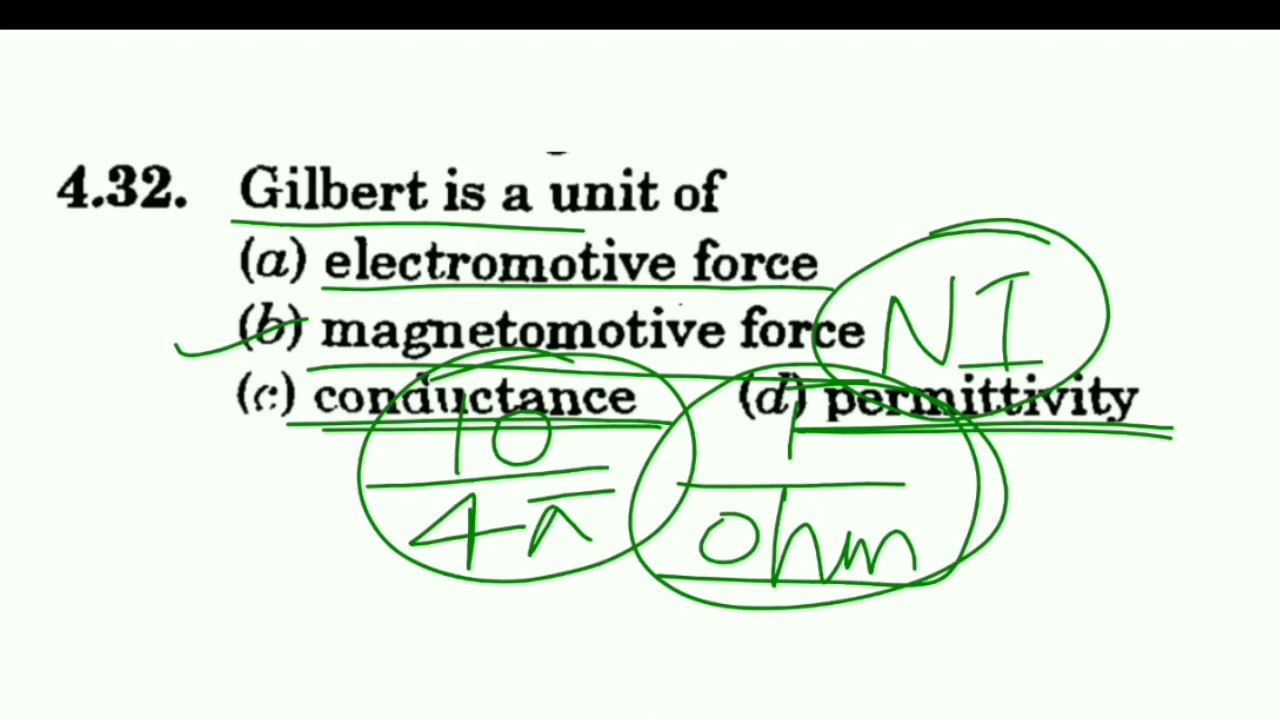 4.32. Gilbert is a unit of
(a) electromotive force
(b) magnetomotive force NI
(c) conductance (d) permittivity
10 1
4π ohm